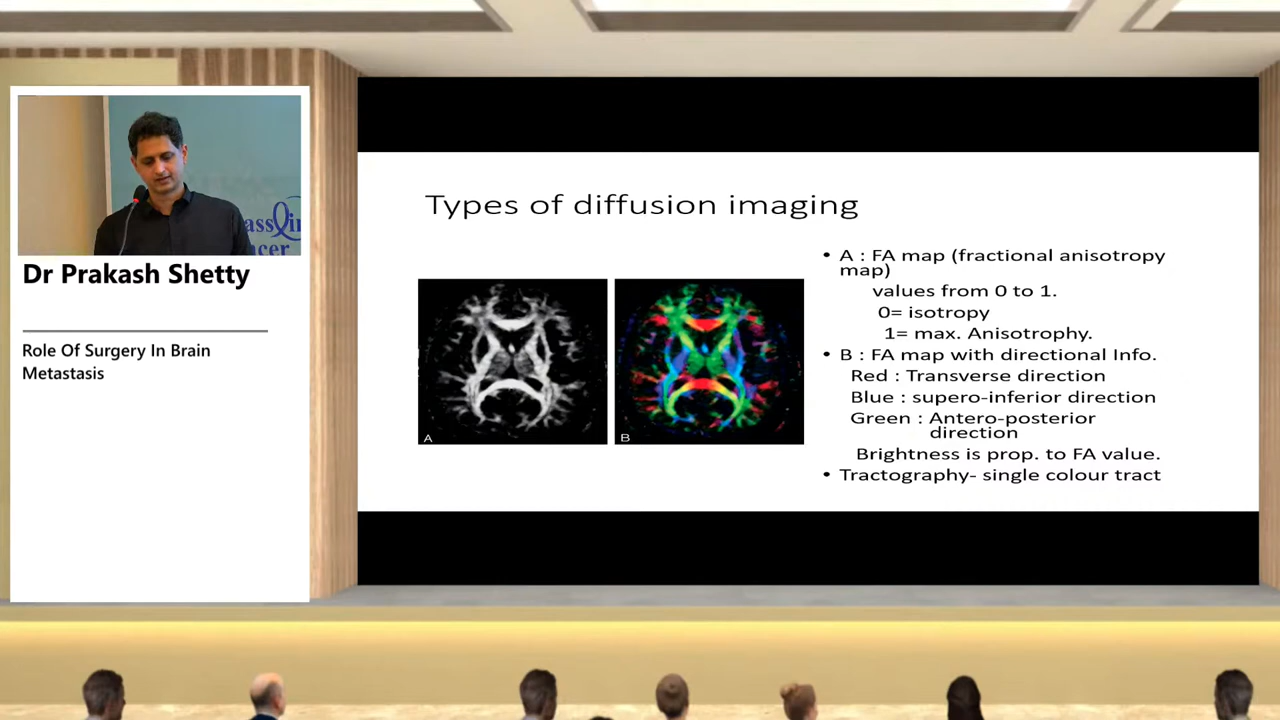 assQin
acer
Dr Prakash Shetty
Role Of Surgery In Brain
Metastasis
Types of diffusion imaging
A
B
• A : FA map (fractional anisotropy
map)
values from 0 to 1.
0= isotropy
1= max. Anisotrophy.
• B : FA map with directional Info.
Red : Transverse direction
Blue : supero-inferior direction
Green : Antero-posterior
direction
Brightness is prop. to FA value.
• Tractography- single colour tract